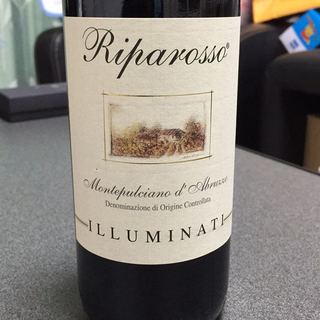 Riparosso®
Montepulciano d'Abruzzo
Denominazione di Origine Controllata
ILLUMINATI